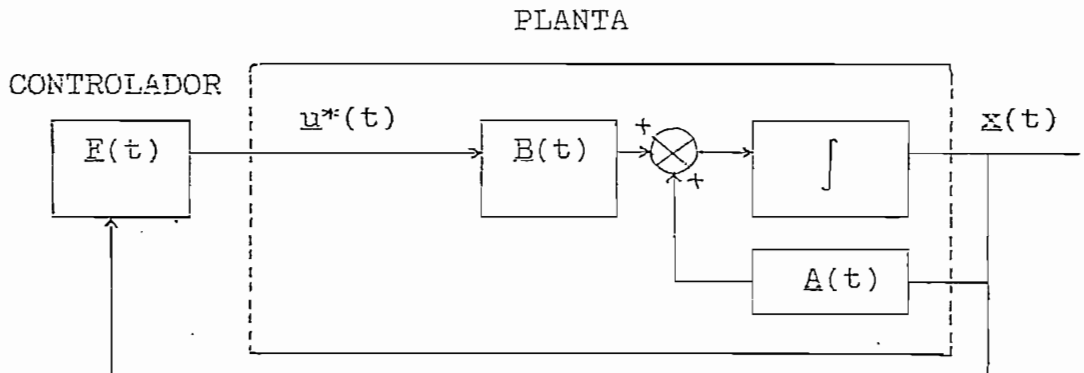 PLANTA
CONTROLADOR
F(t)
u*(t)
B(t)
+
+
∫
x(t)
A(t)